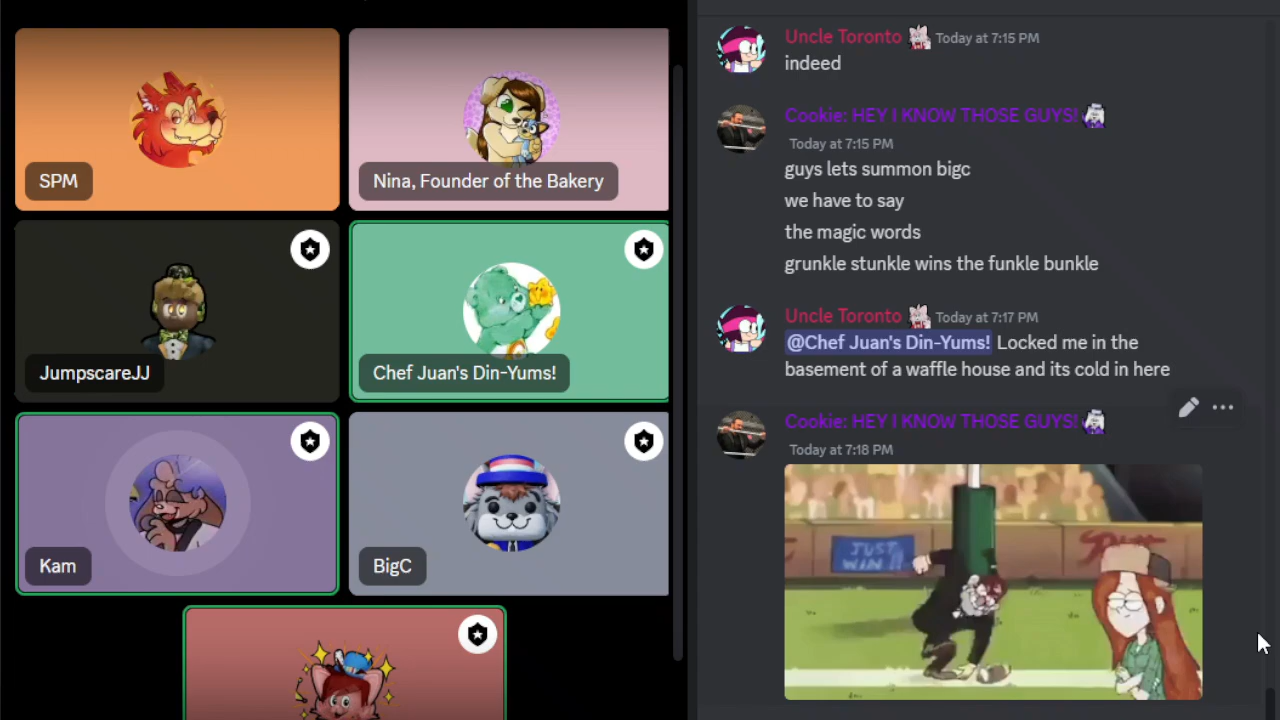 SPM
Nina, Founder of the Bakery
JumpscareJJ
Chef Juan's Din-Yums!
Kam
BigC
Uncle Toronto Today at 7:15 PM
indeed
Cookie: HEY I KNOW THOSE GUYS!
Today at 7:15 PM
guys lets summon bigc
we have to say
the magic words
grunkle stunkle wins the funkle bunkle
Uncle Toronto Today at 7:17 PM
@Chef Juan's Din-Yums! Locked me in the
basement of a waffle house and its cold in here
Cookie: HEY I KNOW THOSE GUYS!
Today at 7:18 PM
JUST
WIN!